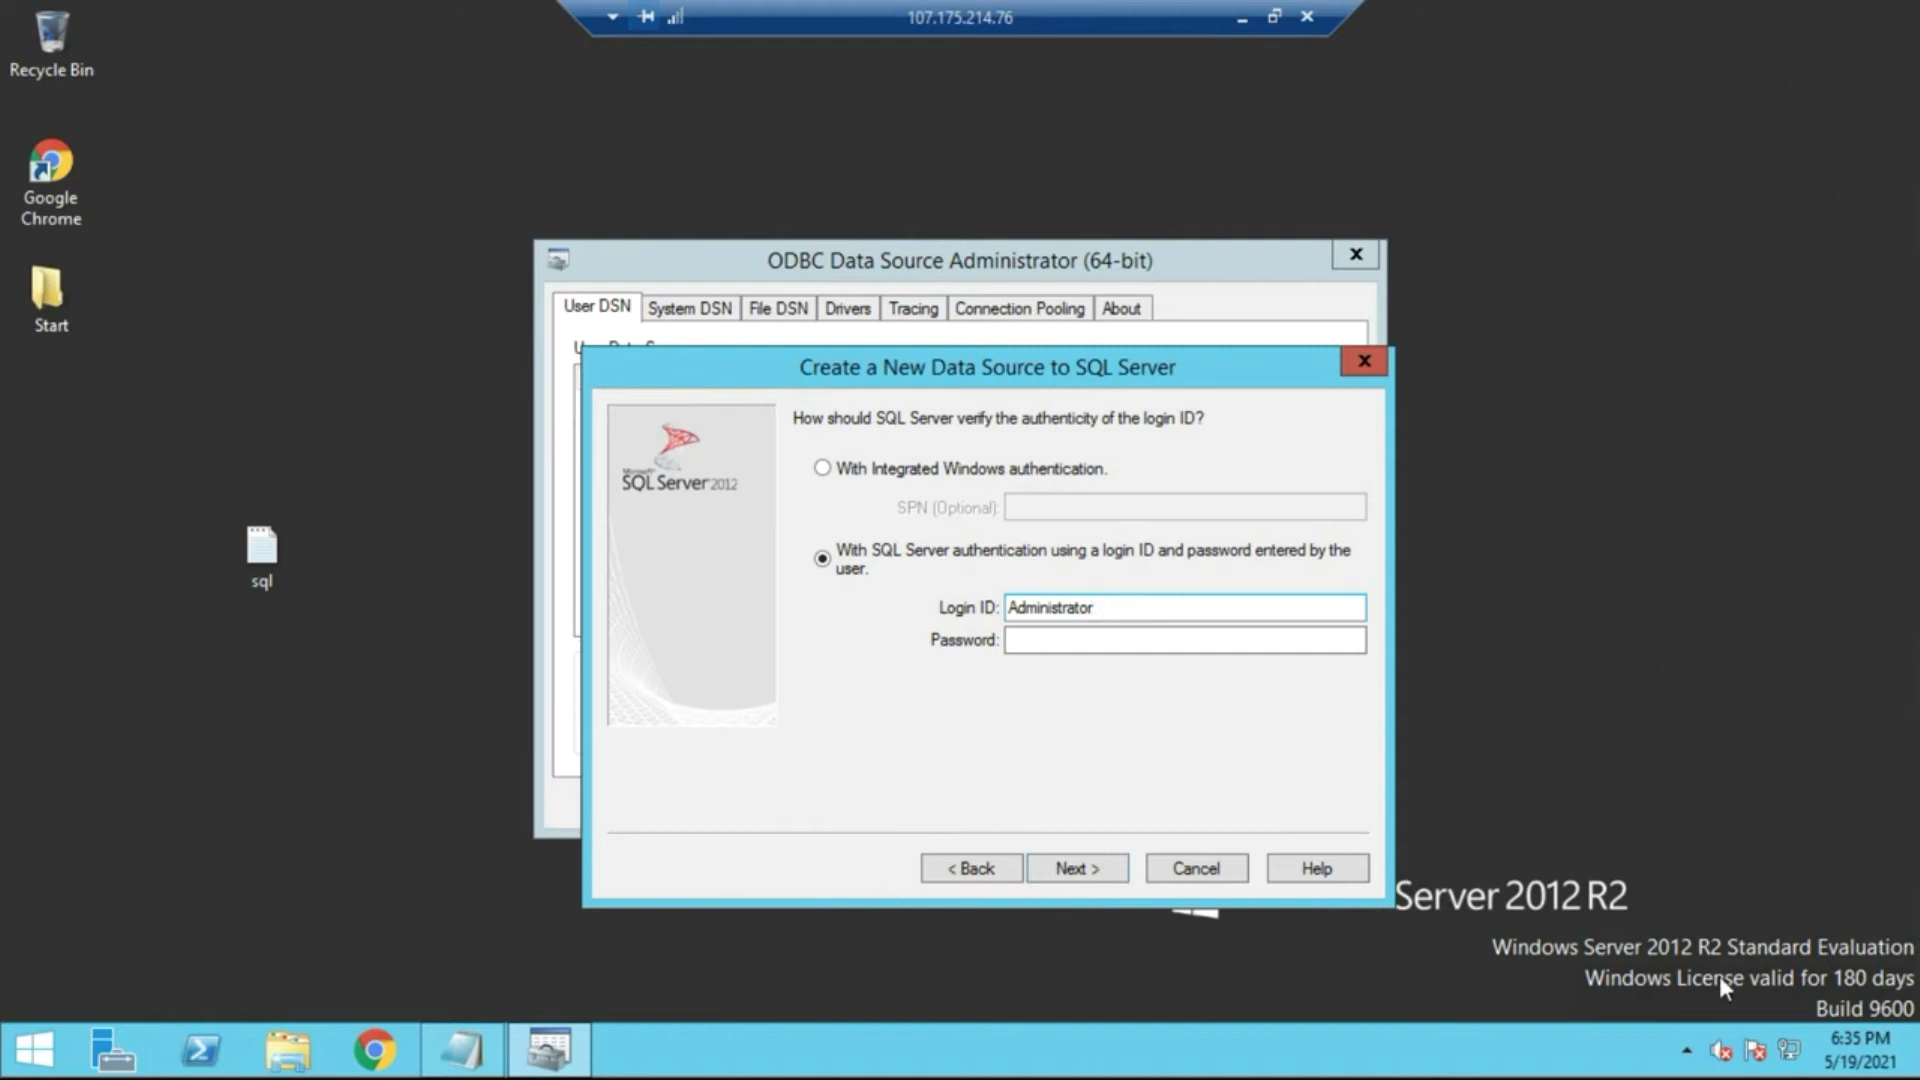 107.175.214.76
Recycle Bin
Google
Chrome
Start
sql
ODBC Data Source Administrator (64-bit)
User DSN
System DSN
File DSN
Drivers
Tracing
Connection Pooling
About
Create a New Data Source to SQL Server
Microsoft
SQL Server 2012
How should SQL Server verify the authenticity of the login ID?
With Integrated Windows authentication.
SPN (Optional):
With SQL Server authentication using a login ID and password entered by the
user.
Login ID: Administrator
Password:
< Back
Next >
Cancel
Help
Server 2012 R2
Windows Server 2012 R2 Standard Evaluation
Windows License valid for 180 days
Build 9600
6:35 PM
5/19/2021